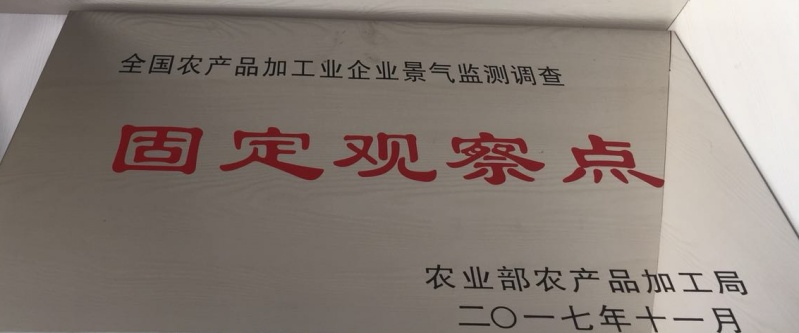 全国农产品加工业企业景气监测调查
固定观察点
农业部农产品加工局
二〇一七年十一月